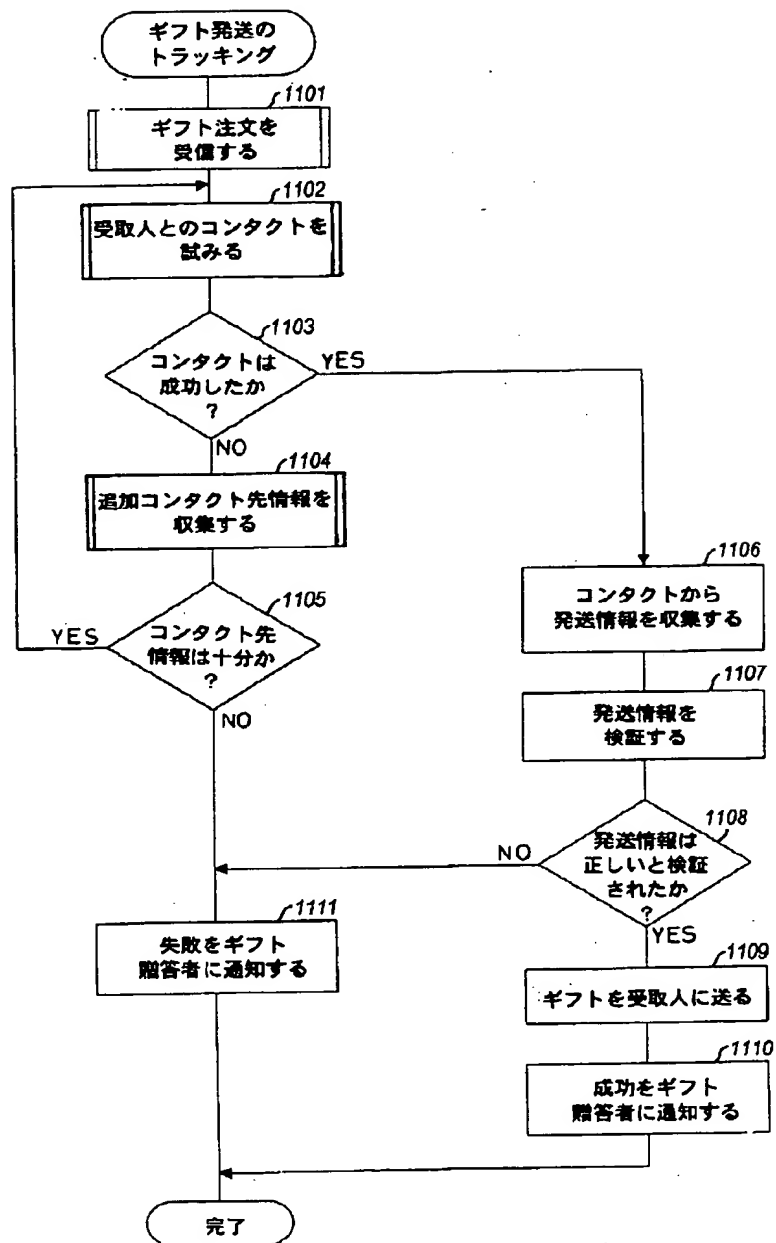 ギフト発送の
トラッキング
1101
ギフト注文を
受信する
1102
受取人とのコンタクトを
試みる
1103
コンタクトは
成功したか
?
YES
NO
1104
追加コンタクト先情報を
収集する
1105
コンタクト先
情報は十分か
?
YES
NO
1106
コンタクトから
発送情報を収集する
1107
発送情報を
検証する
1108
発送情報は
正しいと検証
されたか
?
NO
YES
1111
失敗をギフト
贈答者に通知する
1109
ギフトを受取人に送る
1110
成功をギフト
贈答者に通知する
完了